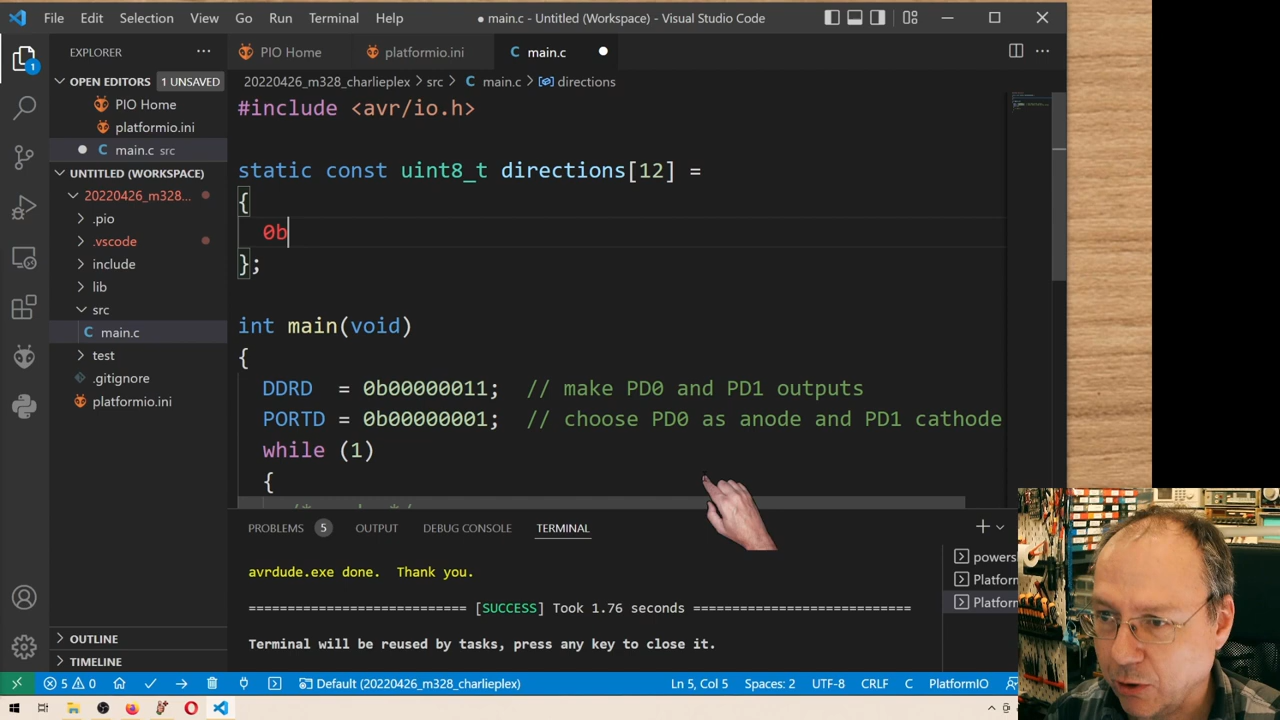 File Edit Selection View Go Run Terminal Help ● main.c - Untitled (Workspace) - Visual Studio Code
EXPLORER ···
PIO Home platformio.ini C main.c ●
OPEN EDITORS 1 UNSAVED
20220426_m328_charlieplex > src > C main.c > directions
PIO Home
platformio.ini
C main.c src
UNTITLED (WORKSPACE)
20220426_m328...
.pio
.vscode
include
lib
src
C main.c
test
.gitignore
platformio.ini
#include <avr/io.h>
static const uint8_t directions[12] =
{
0b
};
int main(void)
{
DDRD = 0b00000011; // make PD0 and PD1 outputs
PORTD = 0b00000001; // choose PD0 as anode and PD1 cathode
while (1)
{
PROBLEMS 5 OUTPUT DEBUG CONSOLE TERMINAL
avrdude.exe done. Thank you.
=========================== [SUCCESS] Took 1.76 seconds ===========================
Terminal will be reused by tasks, press any key to close it.
powers
Platforn
Platforn
OUTLINE
TIMELINE
1
5 0 Default (20220426_m328_charlieplex) Ln 5, Col 5 Spaces: 2 UTF-8 CRLF C PlatformIO